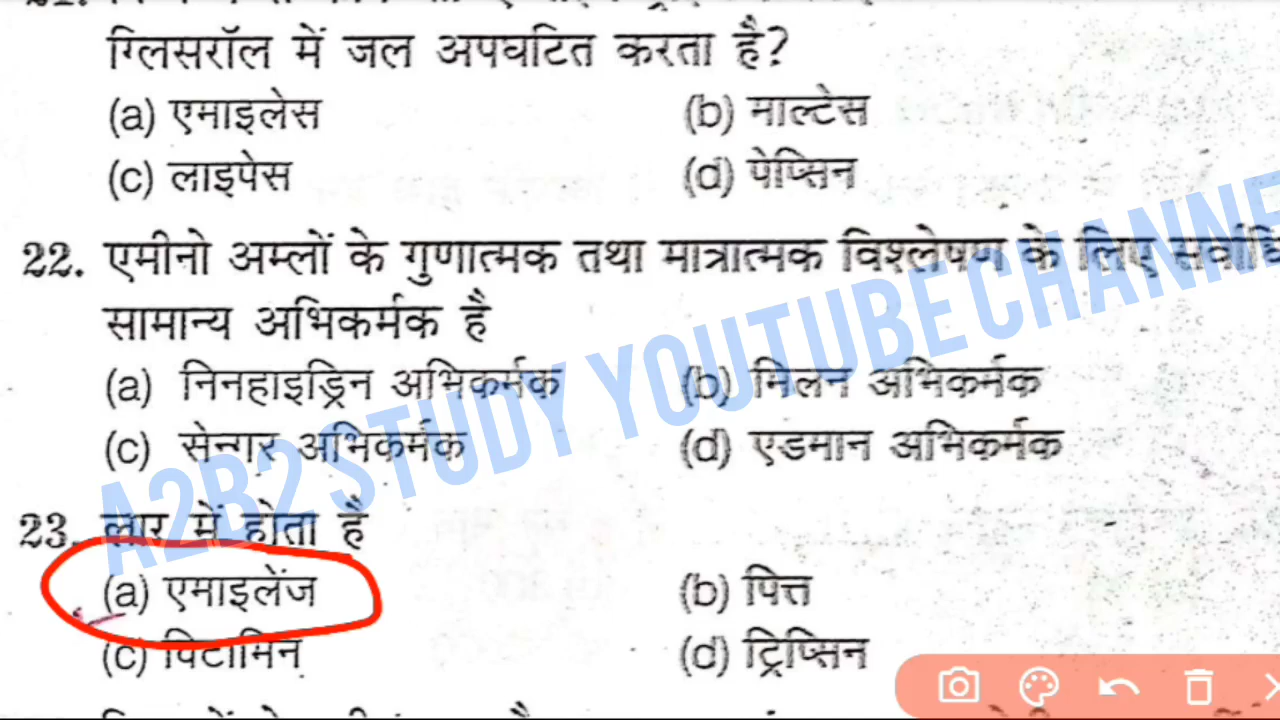 ग्लिसरॉल में जल अपघटित करता है?
(a) एमाइलेस (b) माल्टेस
(c) लाइपेस (d) पेप्सिन
22. एमीनो अम्लों के गुणात्मक तथा मात्रात्मक विश्लेषण के लिए
सामान्य अभिकर्मक है
(a) निनहाइड्रिन अभिकर्मक (b) मिलन अभिकर्मक
(c) सेन्गर अभिकर्मक (d) एडमान अभिकर्मक
A2B2 STUDY YOUTUBE CHANNE
23. लार में होता है
(a) एमाइलेंज (b) पित्त
(c) विटामिन (d) ट्रिप्सिन